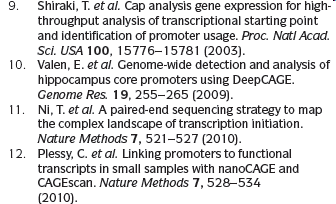 9. Shiraki, T. et al. Cap analysis gene expression for high-
throughput analysis of transcriptional starting point
and identification of promoter usage. Proc. Natl Acad.
Sci. USA 100, 15776–15781 (2003).
10. Valen, E. et al. Genome-wide detection and analysis of
hippocampus core promoters using DeepCAGE.
Genome Res. 19, 255–265 (2009).
11. Ni, T. et al. A paired-end sequencing strategy to map
the complex landscape of transcription initiation.
Nature Methods 7, 521–527 (2010).
12. Plessy, C. et al. Linking promoters to functional
transcripts in small samples with nanoCAGE and
CAGEscan. Nature Methods 7, 528–534
(2010).